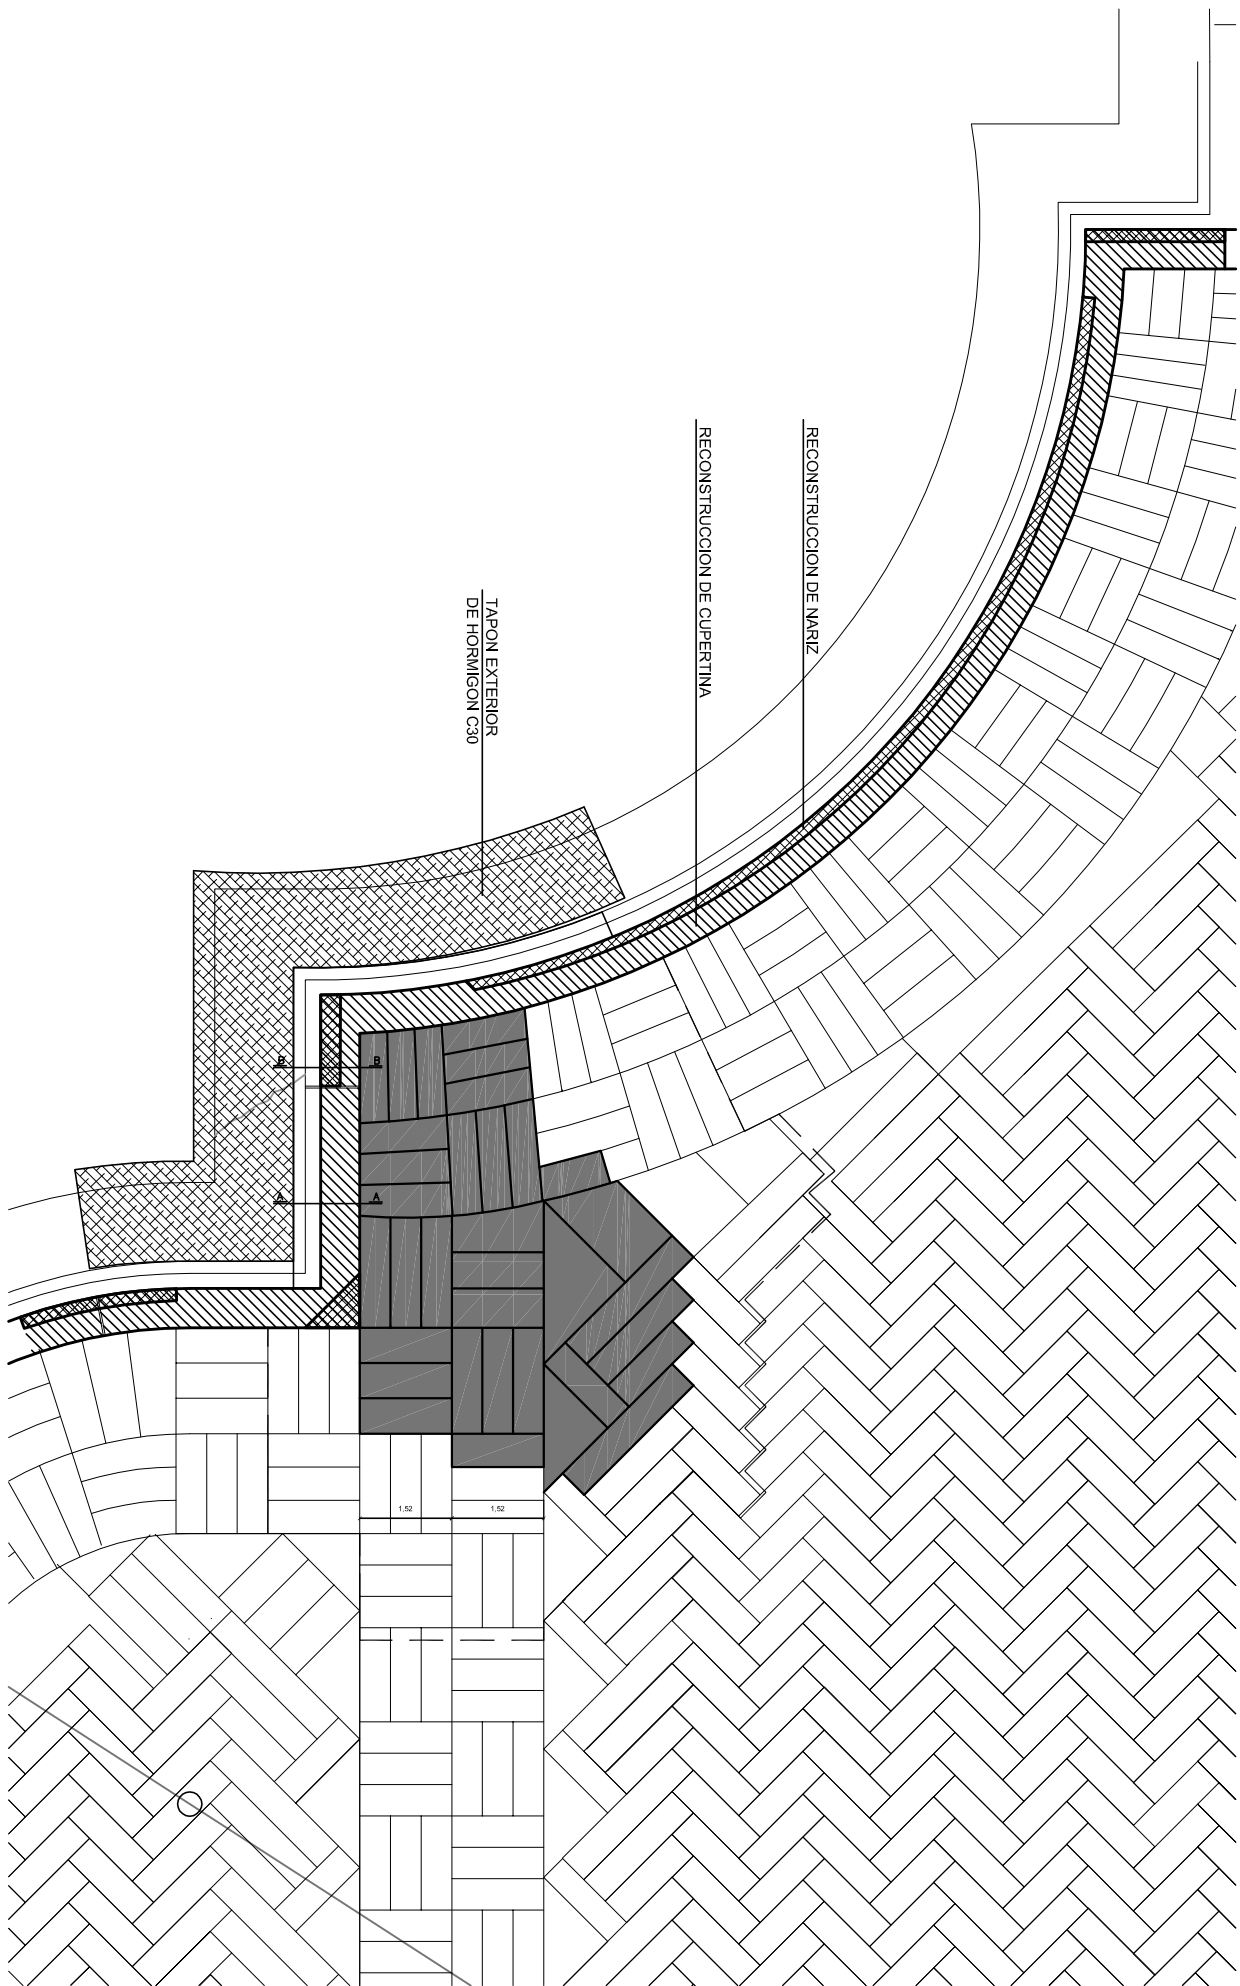 RECONSTRUCCION DE NARIZ
RECONSTRUCCION DE CUPERTINA
TAPON EXTERIOR
DE HORMIGON C30
B B
A A
1,52 1,52